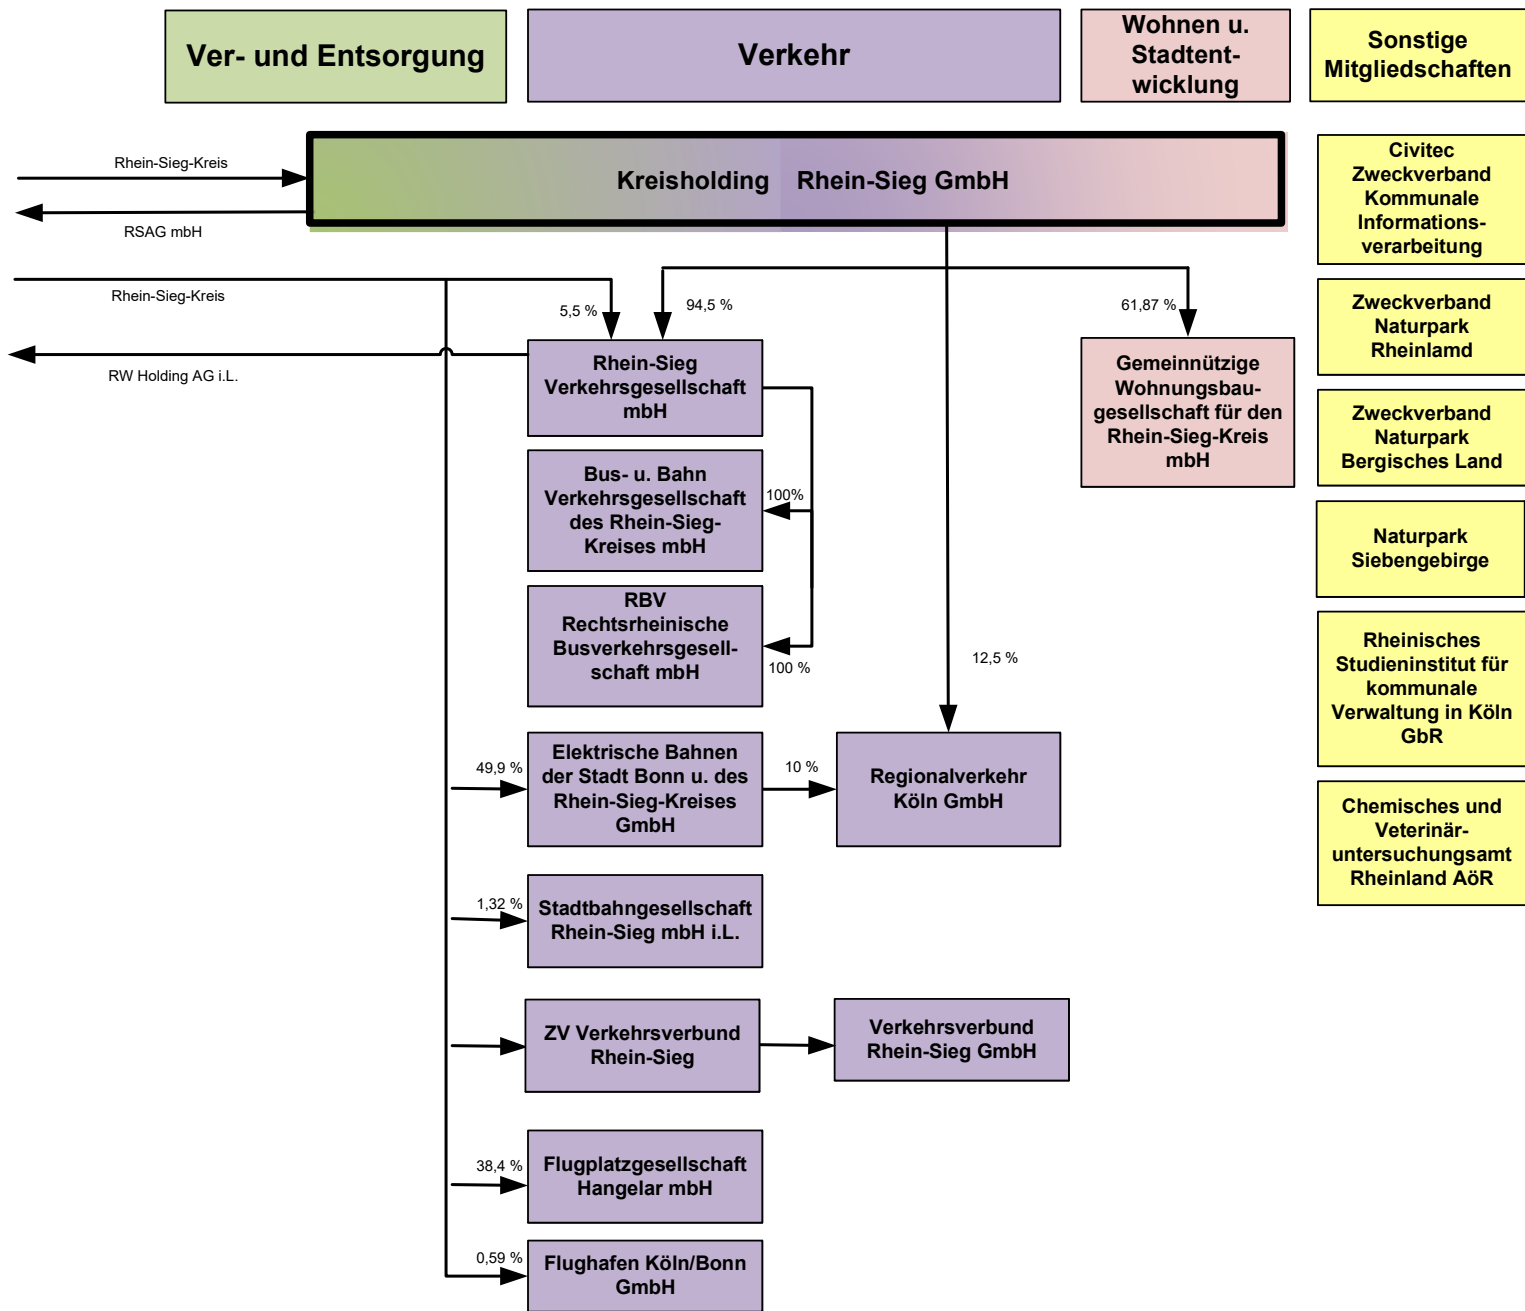 Ver- und Entsorgung
Verkehr
Wohnen u.
Stadtent-
wicklung
Sonstige
Mitgliedschaften
Rhein-Sieg-Kreis
RSAG mbH
Kreisholding Rhein-Sieg GmbH
Civitec
Zweckverband
Kommunale
Informations-
verarbeitung
Rhein-Sieg-Kreis
5,5 %
94,5 %
61,87 %
Zweckverband
Naturpark
Rheinlamd
RW Holding AG i.L.
Rhein-Sieg
Verkehrsgesellschaft
mbH
Gemeinnützige
Wohnungsbau-
gesellschaft für den
Rhein-Sieg-Kreis
mbH
Zweckverband
Naturpark
Bergisches Land
Bus- u. Bahn
Verkehrsgesellschaft
des Rhein-Sieg-
Kreises mbH
100%
Naturpark
Siebengebirge
RBV
Rechtsrheinische
Busverkehrsgesell-
schaft mbH
100 %
12,5 %
Rheinisches
Studieninstitut für
kommunale
Verwaltung in Köln
GbR
49,9 %
Elektrische Bahnen
der Stadt Bonn u. des
Rhein-Sieg-Kreises
GmbH
10 %
Regionalverkehr
Köln GmbH
Chemisches und
Veterinär-
untersuchungsamt
Rheinland AöR
1,32 %
Stadtbahngesellschaft
Rhein-Sieg mbH i.L.
ZV Verkehrsverbund
Rhein-Sieg
Verkehrsverbund
Rhein-Sieg GmbH
38,4 %
Flugplatzgesellschaft
Hangelar mbH
0,59 %
Flughafen Köln/Bonn
GmbH